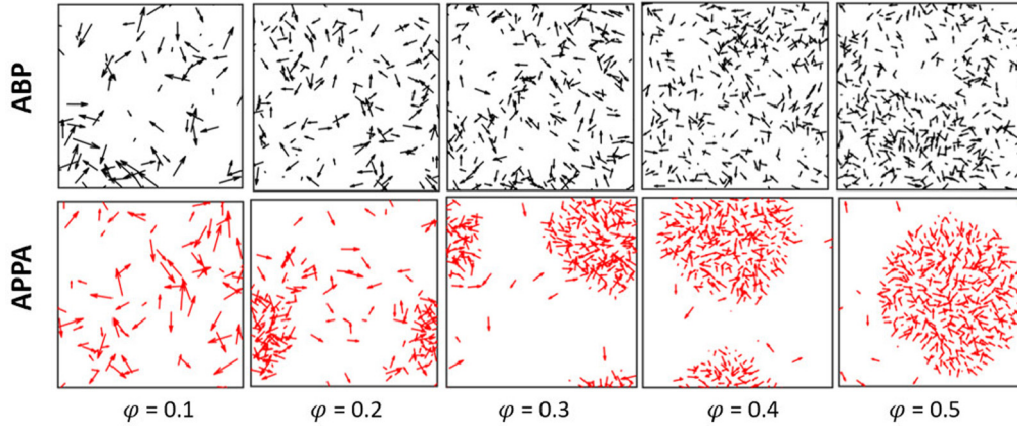 ABP
APPA
φ = 0.1 φ = 0.2 φ = 0.3 φ = 0.4 φ = 0.5